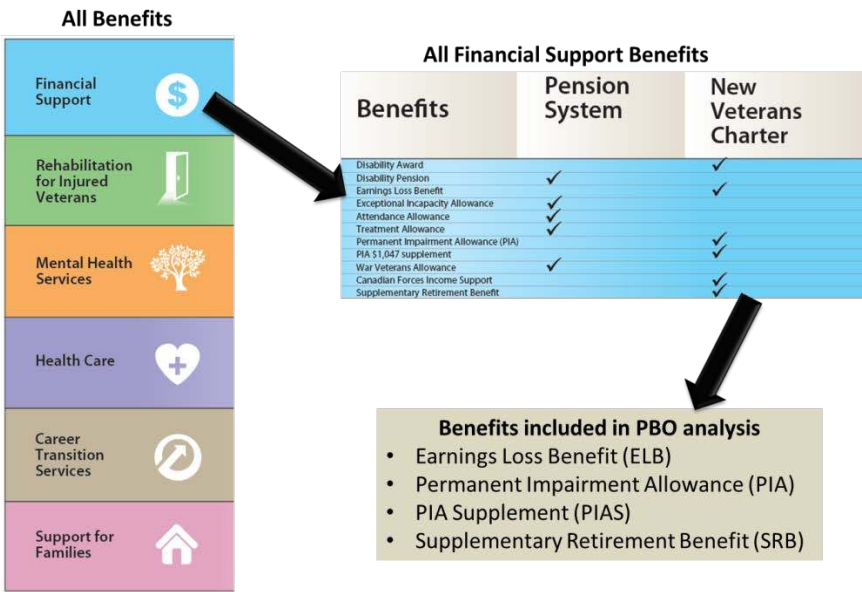 All Benefits
Financial
Support
$
Rehabilitation
for Injured
Veterans
Mental Health
Services
Health Care
Career
Transition
Services
Support for
Families
All Financial Support Benefits
Benefits
Pension
System
New
Veterans
Charter
Disability Award ✓
Disability Pension ✓
Earnings Loss Benefit ✓
Exceptional Incapacity Allowance ✓
Attendance Allowance ✓
Treatment Allowance ✓
Permanent Impairment Allowance (PIA) ✓
PIA $1,047 supplement ✓
War Veterans Allowance ✓
Canadian Forces Income Support ✓
Supplementary Retirement Benefit ✓
Benefits included in PBO analysis
• Earnings Loss Benefit (ELB)
• Permanent Impairment Allowance (PIA)
• PIA Supplement (PIAS)
• Supplementary Retirement Benefit (SRB)